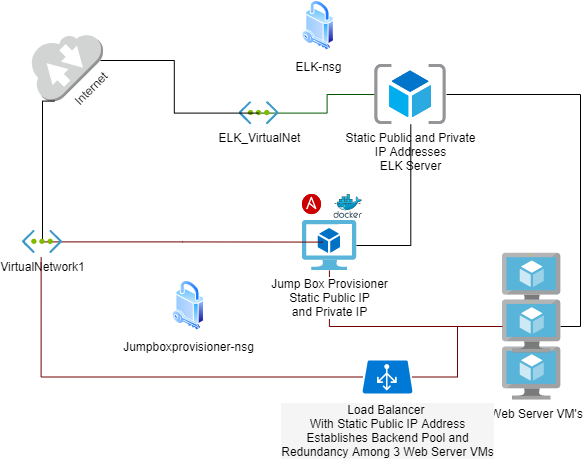 ELK-nsg
Internet
ELK_VirtualNet
Static Public and Private
IP Addresses
ELK Server
docker
VirtualNetwork1
Jump Box Provisioner
Static Public IP
and Private IP
Jumpboxprovisioner-nsg
Load Balancer
With Static Public IP Address
Establishes Backend Pool and
Redundancy Among 3 Web Server VMs
Web Server VM's